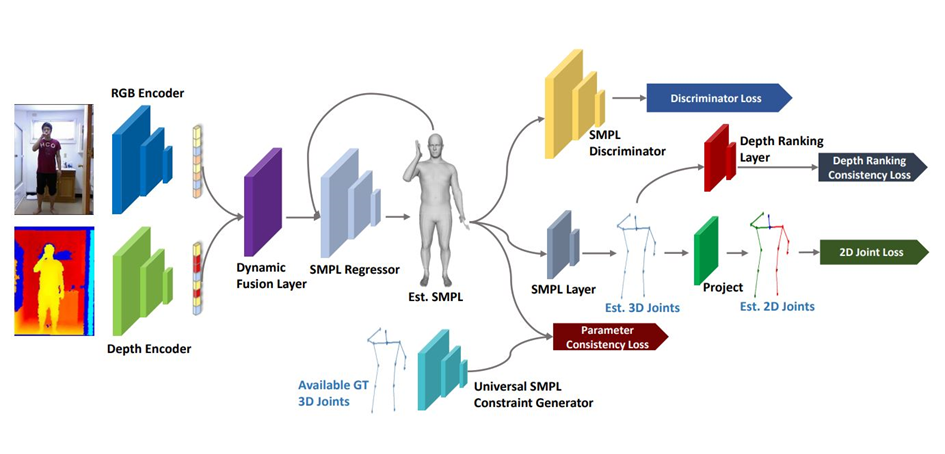 RGB Encoder
Depth Encoder
Dynamic
Fusion Layer
SMPL Regressor
Est. SMPL
SMPL
Discriminator
Discriminator Loss
Depth Ranking
Layer
Depth Ranking
Consistency Loss
SMPL Layer
Est. 3D Joints
Project
Est. 2D Joints
2D Joint Loss
Parameter
Consistency Loss
Available GT
3D Joints
Universal SMPL
Constraint Generator